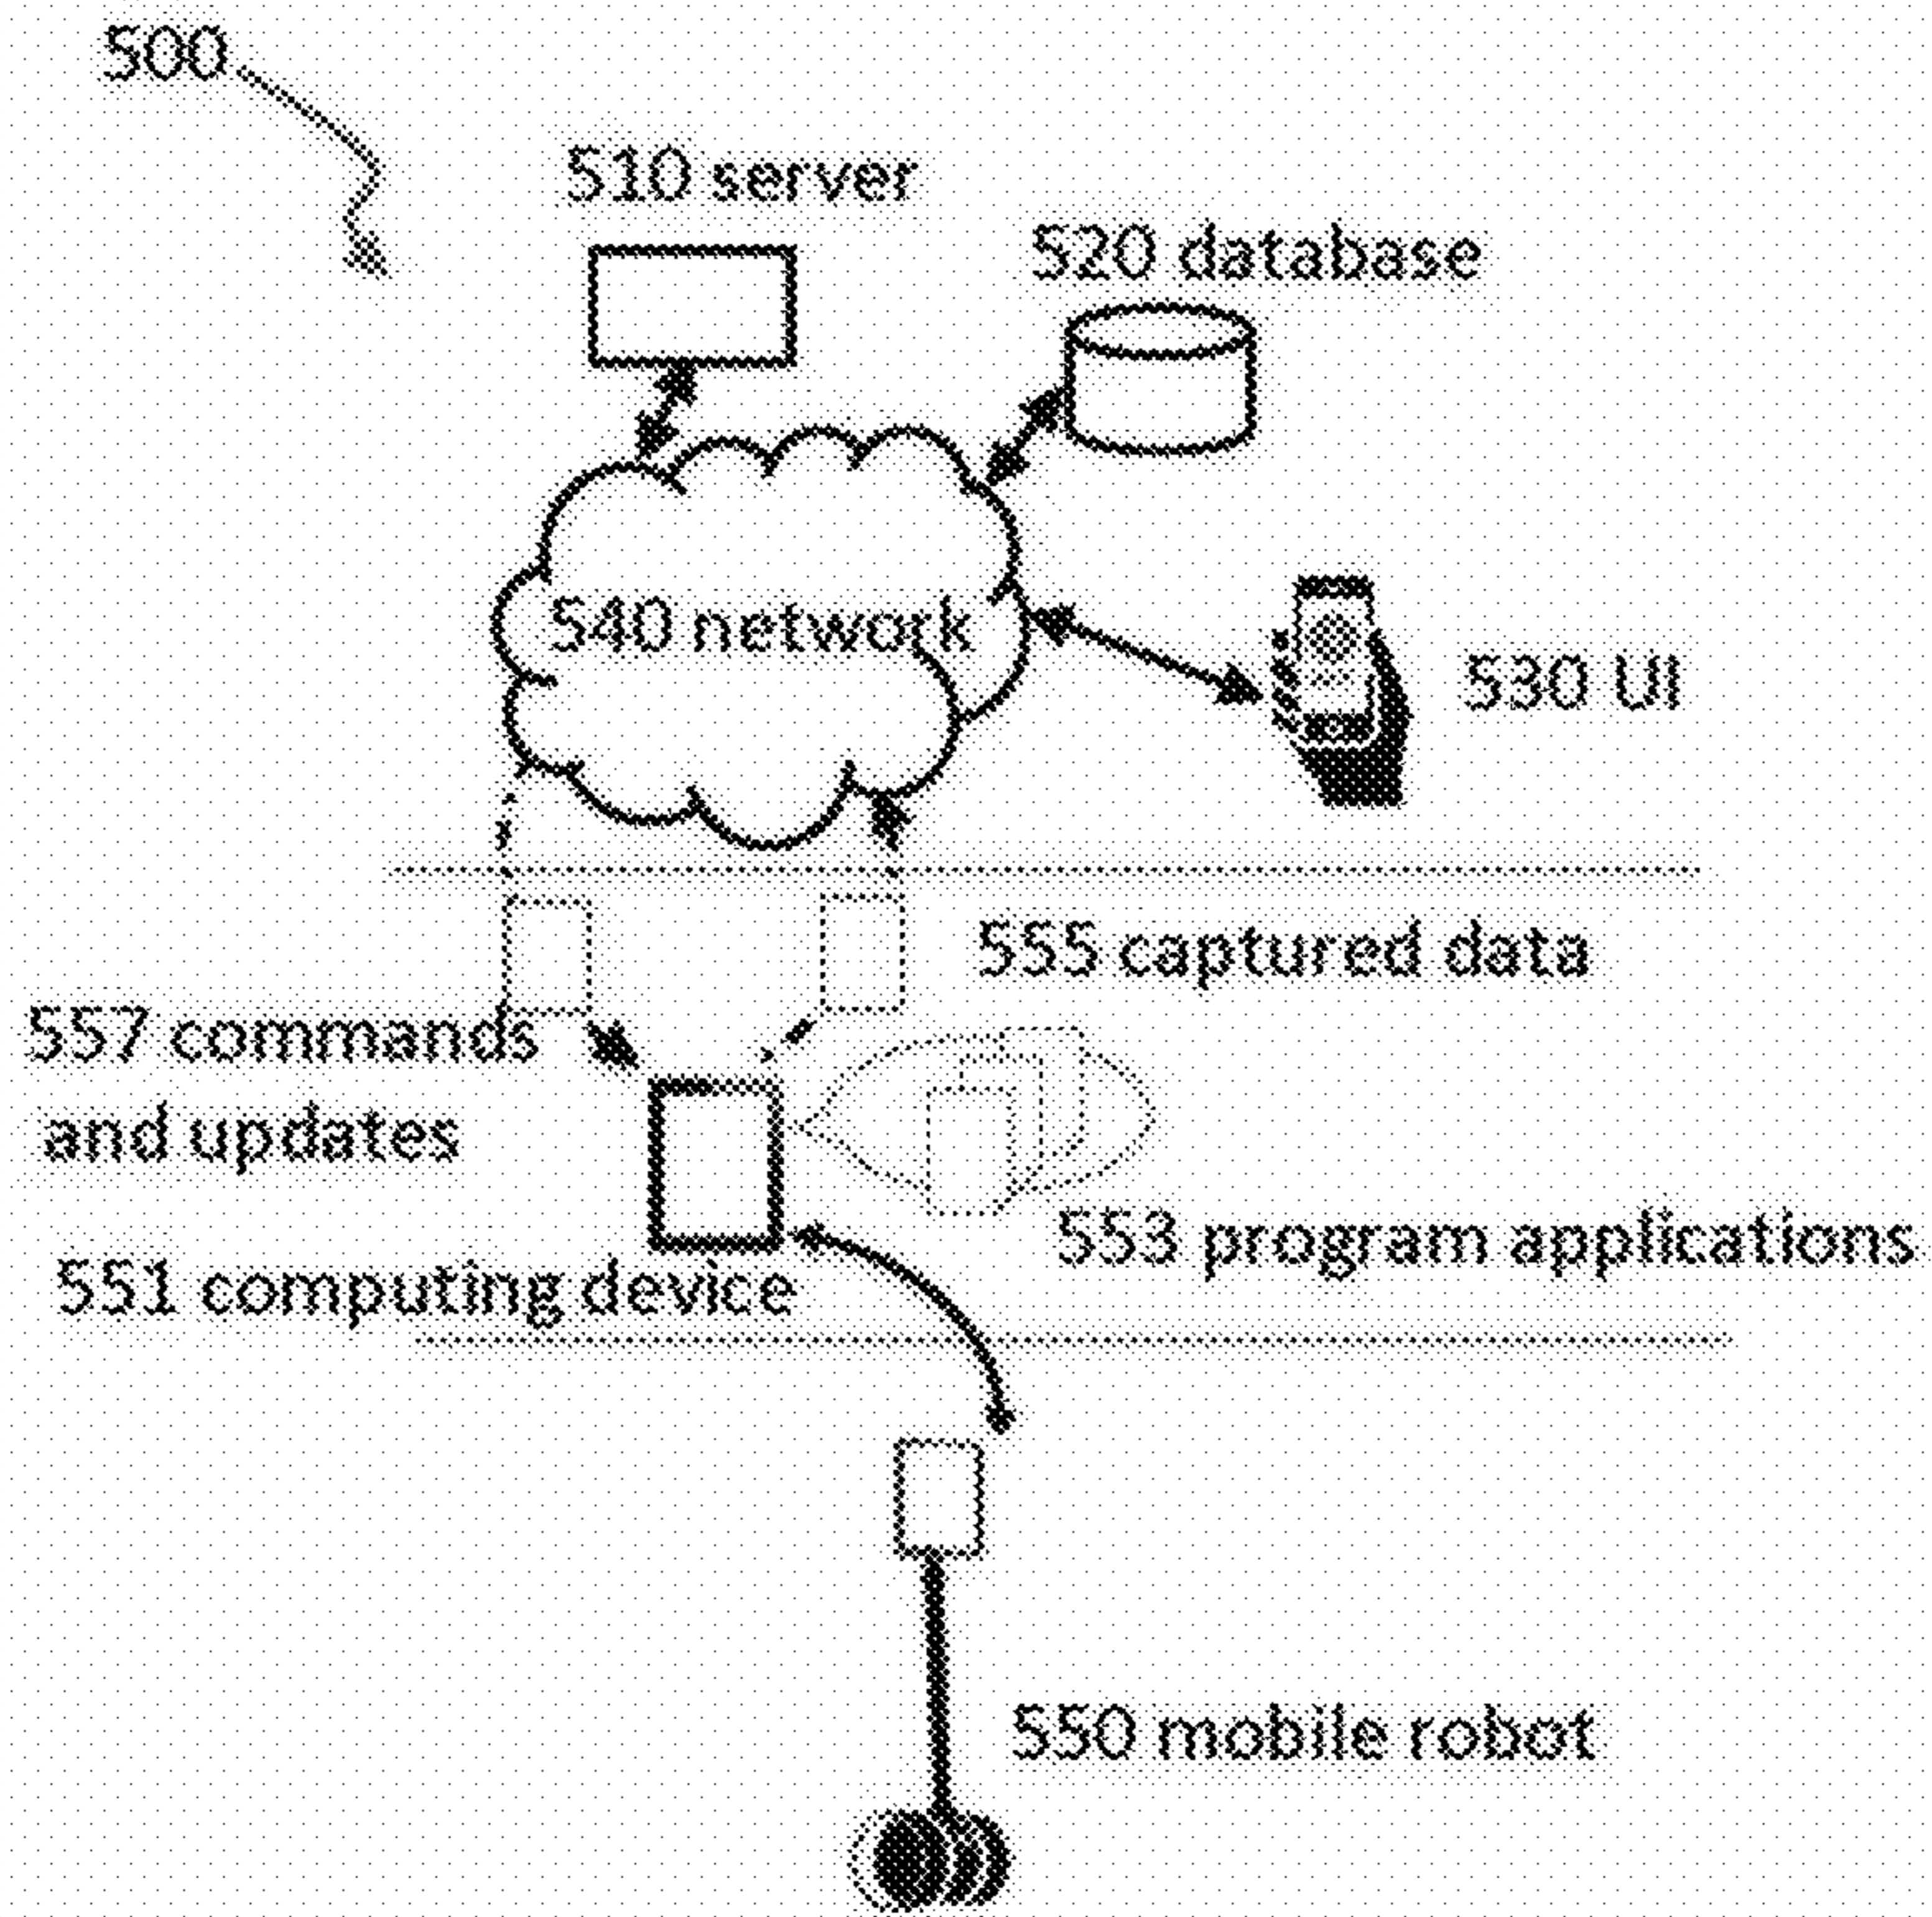 500
510 server
520 database
540 network
530 UI
555 captured data
557 commands
and updates
553 program applications
551 computing device
550 mobile robot